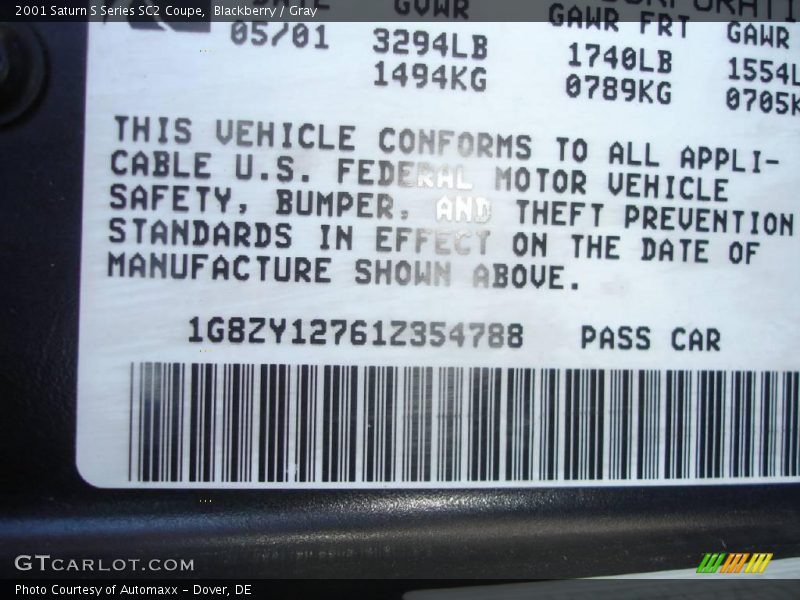 2001 Saturn S Series SC2 Coupe, Blackberry / Gray
GVWR GAWR FRT GAWR
05/01 3294LB 1740LB 1554L
1494KG 0789KG 0705K
THIS VEHICLE CONFORMS TO ALL APPLI-
CABLE U.S. FEDERAL MOTOR VEHICLE
SAFETY, BUMPER, AND THEFT PREVENTION
STANDARDS IN EFFECT ON THE DATE OF
MANUFACTURE SHOWN ABOVE.
1G8ZY12761Z354788 PASS CAR
GTCARLOT.COM
Photo Courtesy of Automaxx - Dover, DE